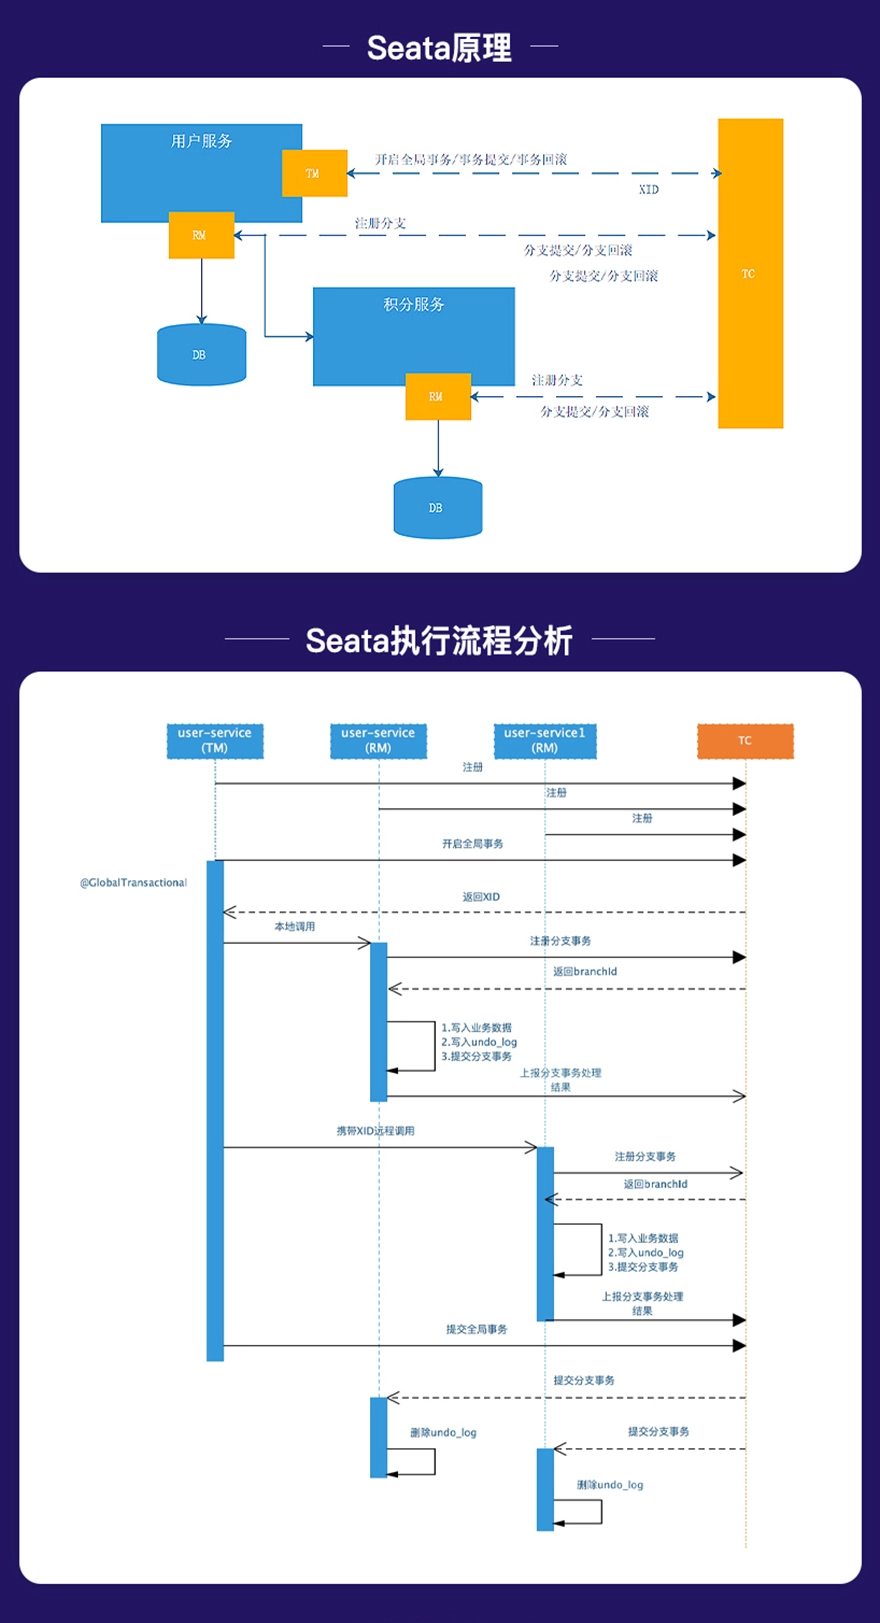 Seata原理
用户服务
TM
开启全局事务/事务提交/事务回滚
XID
RM
注册分支
分支提交/分支回滚
分支提交/分支回滚
TC
积分服务
DB
RM
注册分支
分支提交/分支回滚
DB
Seata执行流程分析
user-service
(TM)
user-service
(RM)
user-service1
(RM)
TC
注册
注册
注册
开启全局事务
@GlobalTransactional
返回XID
本地调用
注册分支事务
返回branchId
1.写入业务数据
2.写入undo_log
3.提交分支事务
上报分支事务处理
结果
携带XID远程调用
注册分支事务
返回branchId
1.写入业务数据
2.写入undo_log
3.提交分支事务
上报分支事务处理
结果
提交全局事务
提交分支事务
删除undo_log
提交分支事务
删除undo_log